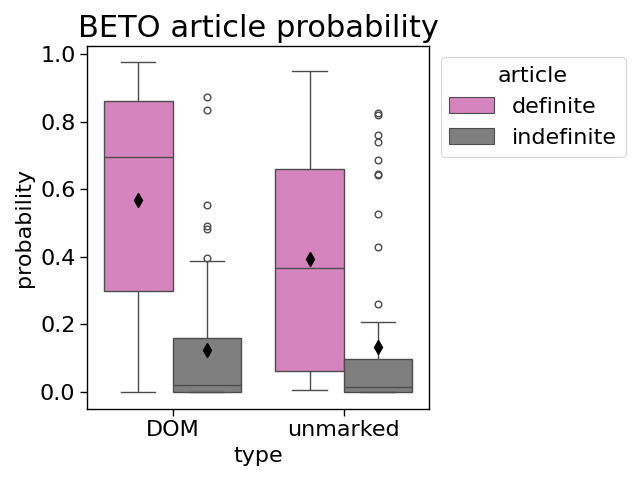 BETO article probability
1.0
0.8
0.6
0.4
0.2
0.0
probability
DOM
unmarked
type
article
definite
indefinite